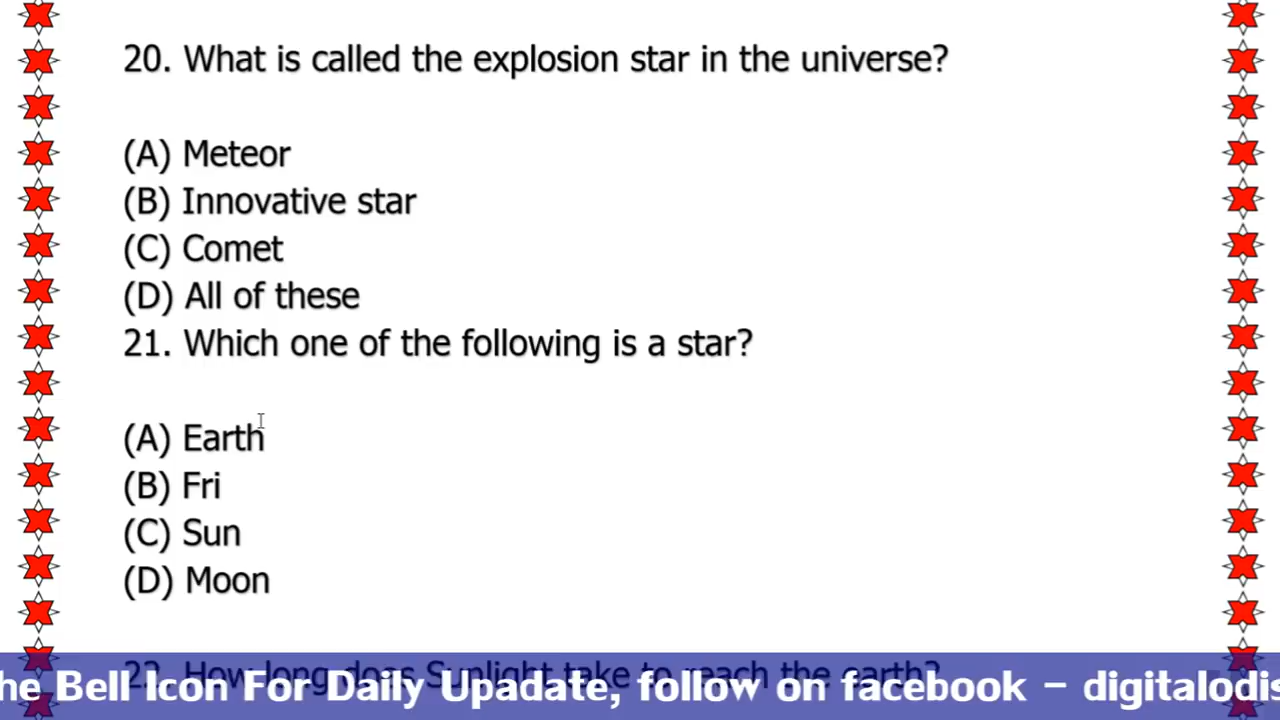 20. What is called the explosion star in the universe?
(A) Meteor
(B) Innovative star
(C) Comet
(D) All of these
21. Which one of the following is a star?
(A) Earth
(B) Fri
(C) Sun
(D) Moon
22. How long does Sunlight take to reach the earth?
he Bell Icon For Daily Upadate, follow on facebook – digitalodis